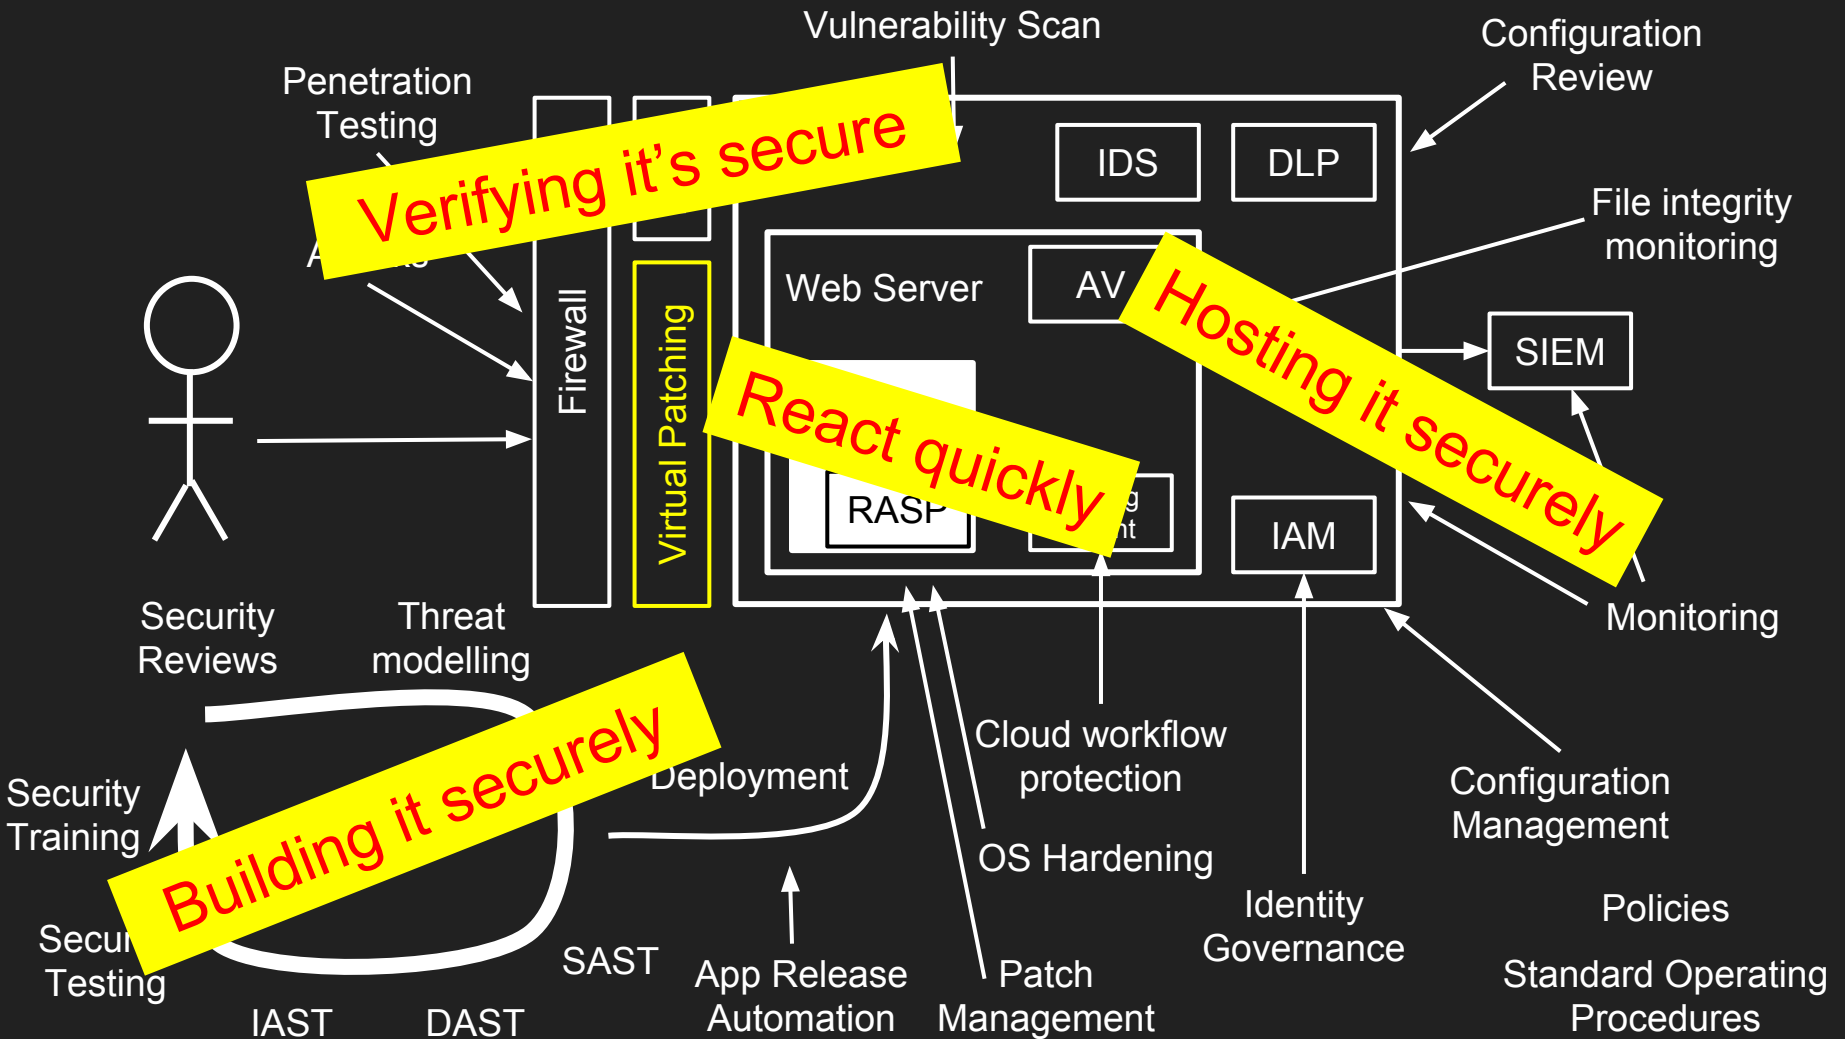 Vulnerability Scan
Configuration
Review
Penetration
Testing
Verifying it's secure
IDS
DLP
File integrity
monitoring
Web Server
AV
Hosting it securely
SIEM
Firewall
Virtual Patching
React quickly
RASP
IAM
Monitoring
Security
Reviews
Threat
modelling
Building it securely
Deployment
Cloud workflow
protection
Configuration
Management
Security
Training
OS Hardening
Identity
Governance
Policies
Testing
SAST
App Release
Automation
Patch
Management
Standard Operating
Procedures
IAST
DAST